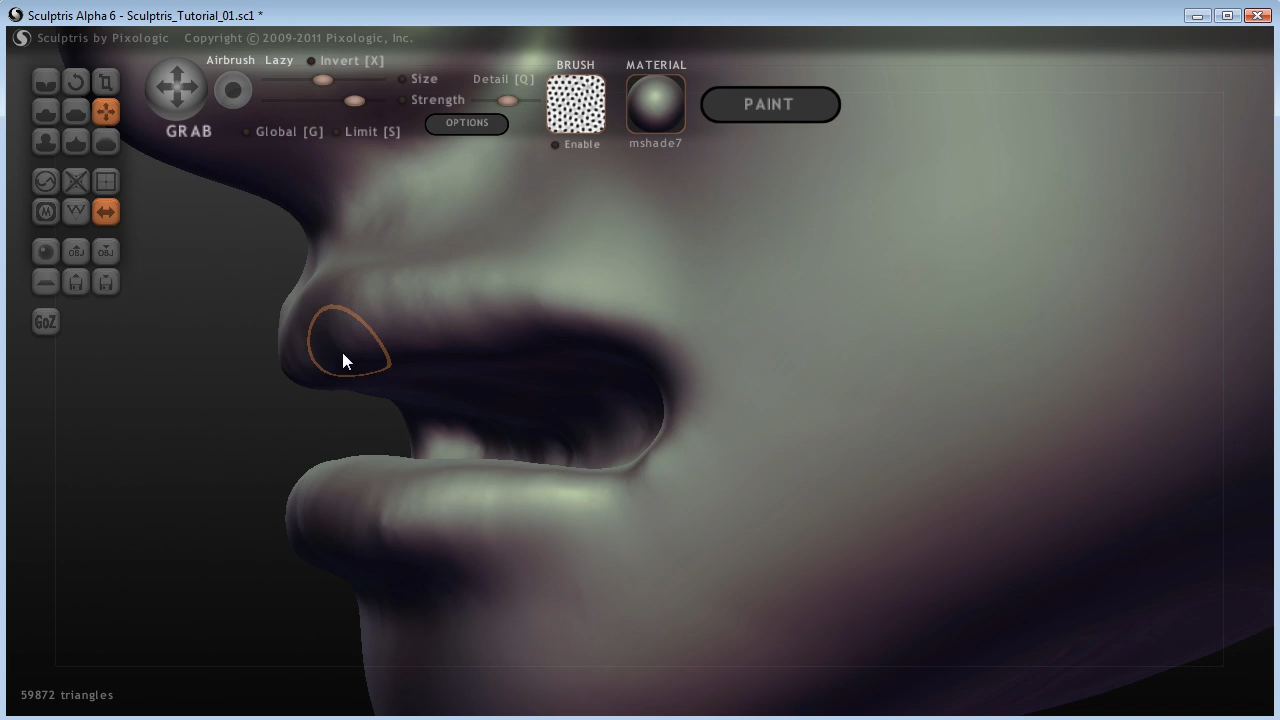 Sculptris Alpha 6 - Sculptris_Tutorial_01.sc1 *
Sculptris by Pixologic Copyright © 2009-2011 Pixologic, Inc.
Airbrush Lazy Invert [X]
Size Detail [Q]
Strength
GRAB Global [G] Limit [S] OPTIONS
BRUSH MATERIAL
PAINT
Enable mshade7
M
OBJ OBJ
GoZ
59872 triangles